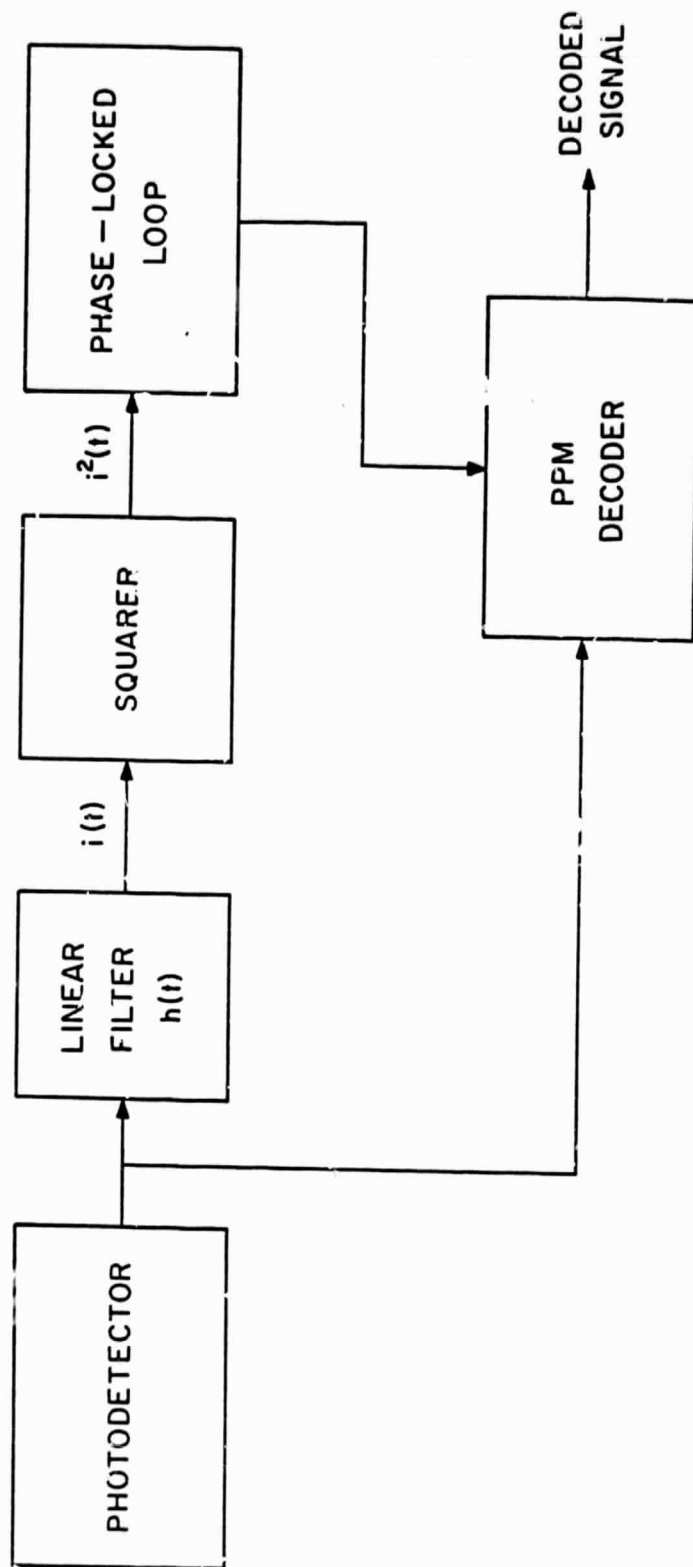 PHOTODETECTOR
LINEAR
FILTER
h(t)
i(t)
SQUARER
i²(t)
PHASE-LOCKED
LOOP
PPM
DECODER
DECODED
SIGNAL